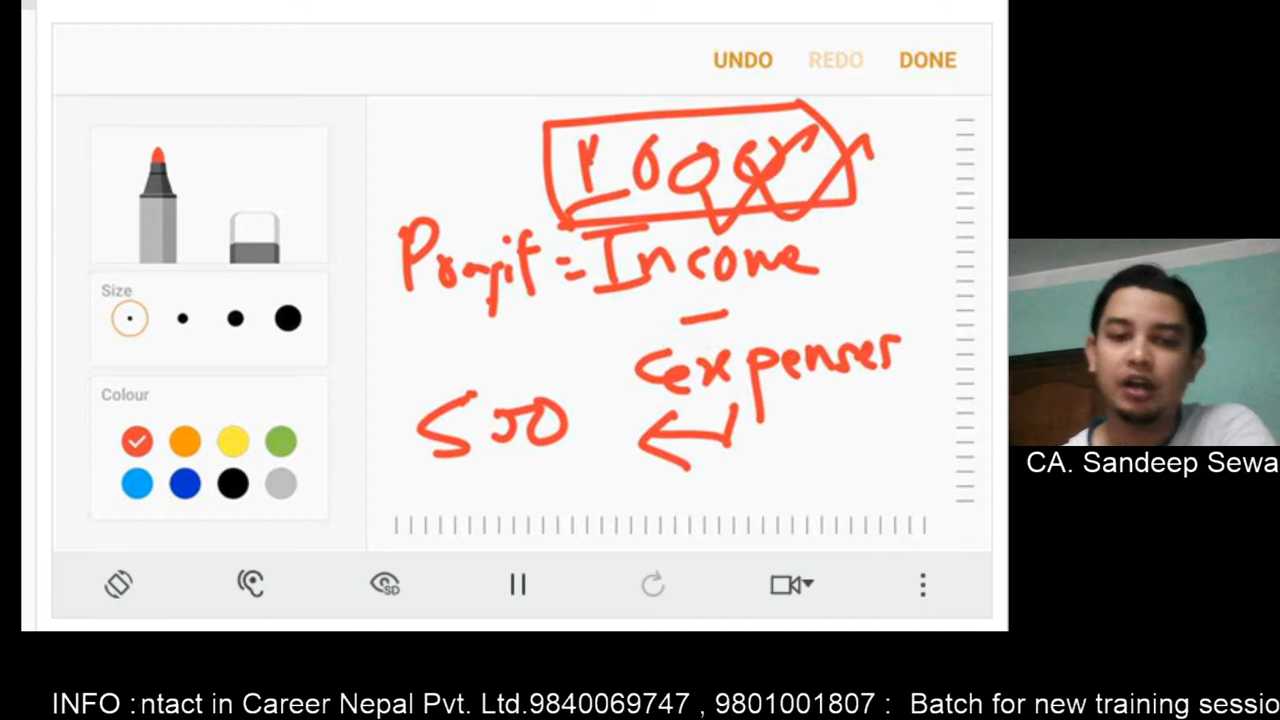 UNDO REDO DONE
Profit = Income
-
expenses
500
Size
Colour
SD
CA. Sandeep Sewa
INFO : ntact in Career Nepal Pvt. Ltd.9840069747 , 9801001807 : Batch for new training sessio